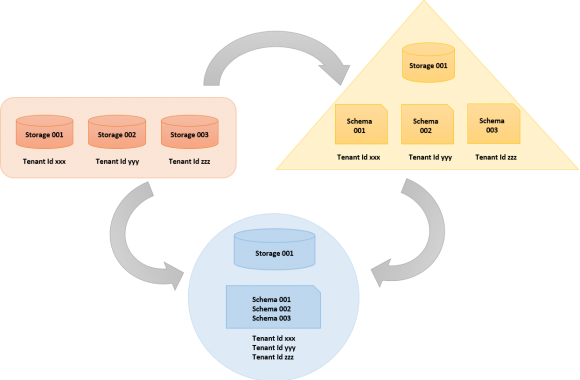 Storage 001
Storage 002
Storage 003
Tenant Id xxx
Tenant Id yyy
Tenant Id zzz
Storage 001
Schema
001
Schema
002
Schema
003
Tenant Id xxx
Tenant Id yyy
Tenant Id zzz
Storage 001
Schema 001
Schema 002
Schema 003
Tenant Id xxx
Tenant Id yyy
Tenant Id zzz